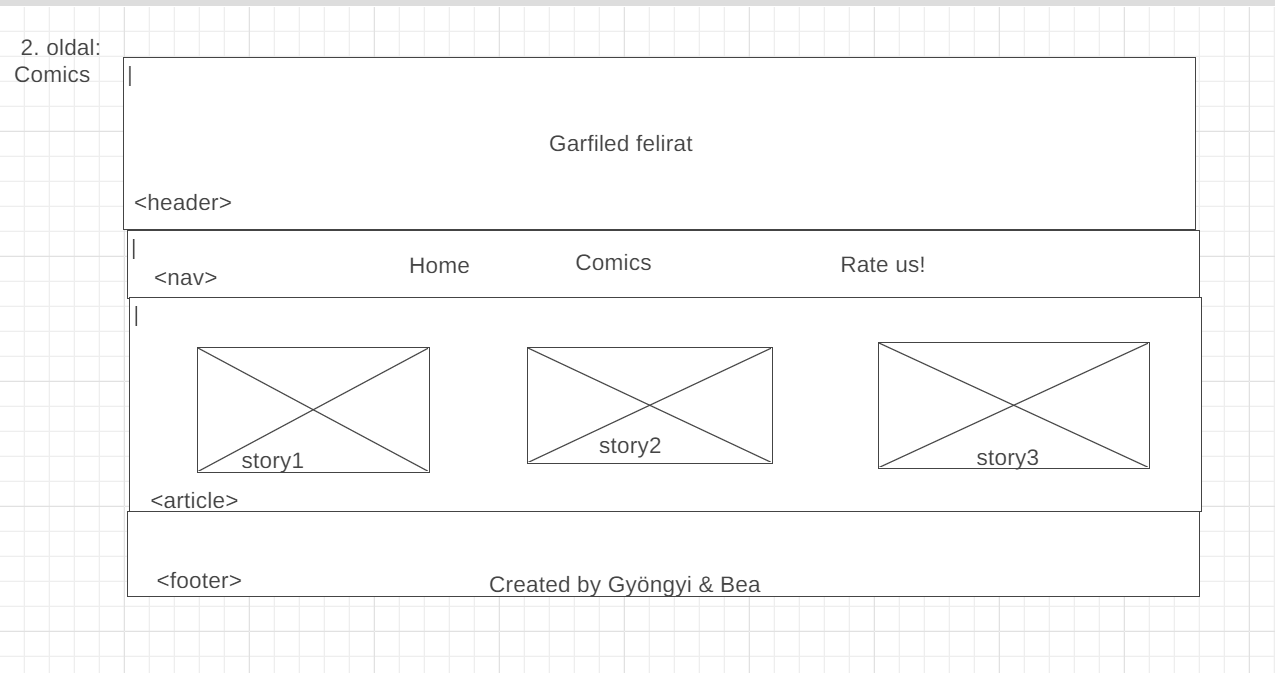 2. oldal:
Comics
|
Garfiled felirat
<header>
|
<nav>
Home
Comics
Rate us!
|
story1
story2
story3
<article>
<footer>
Created by Gyöngyi & Bea